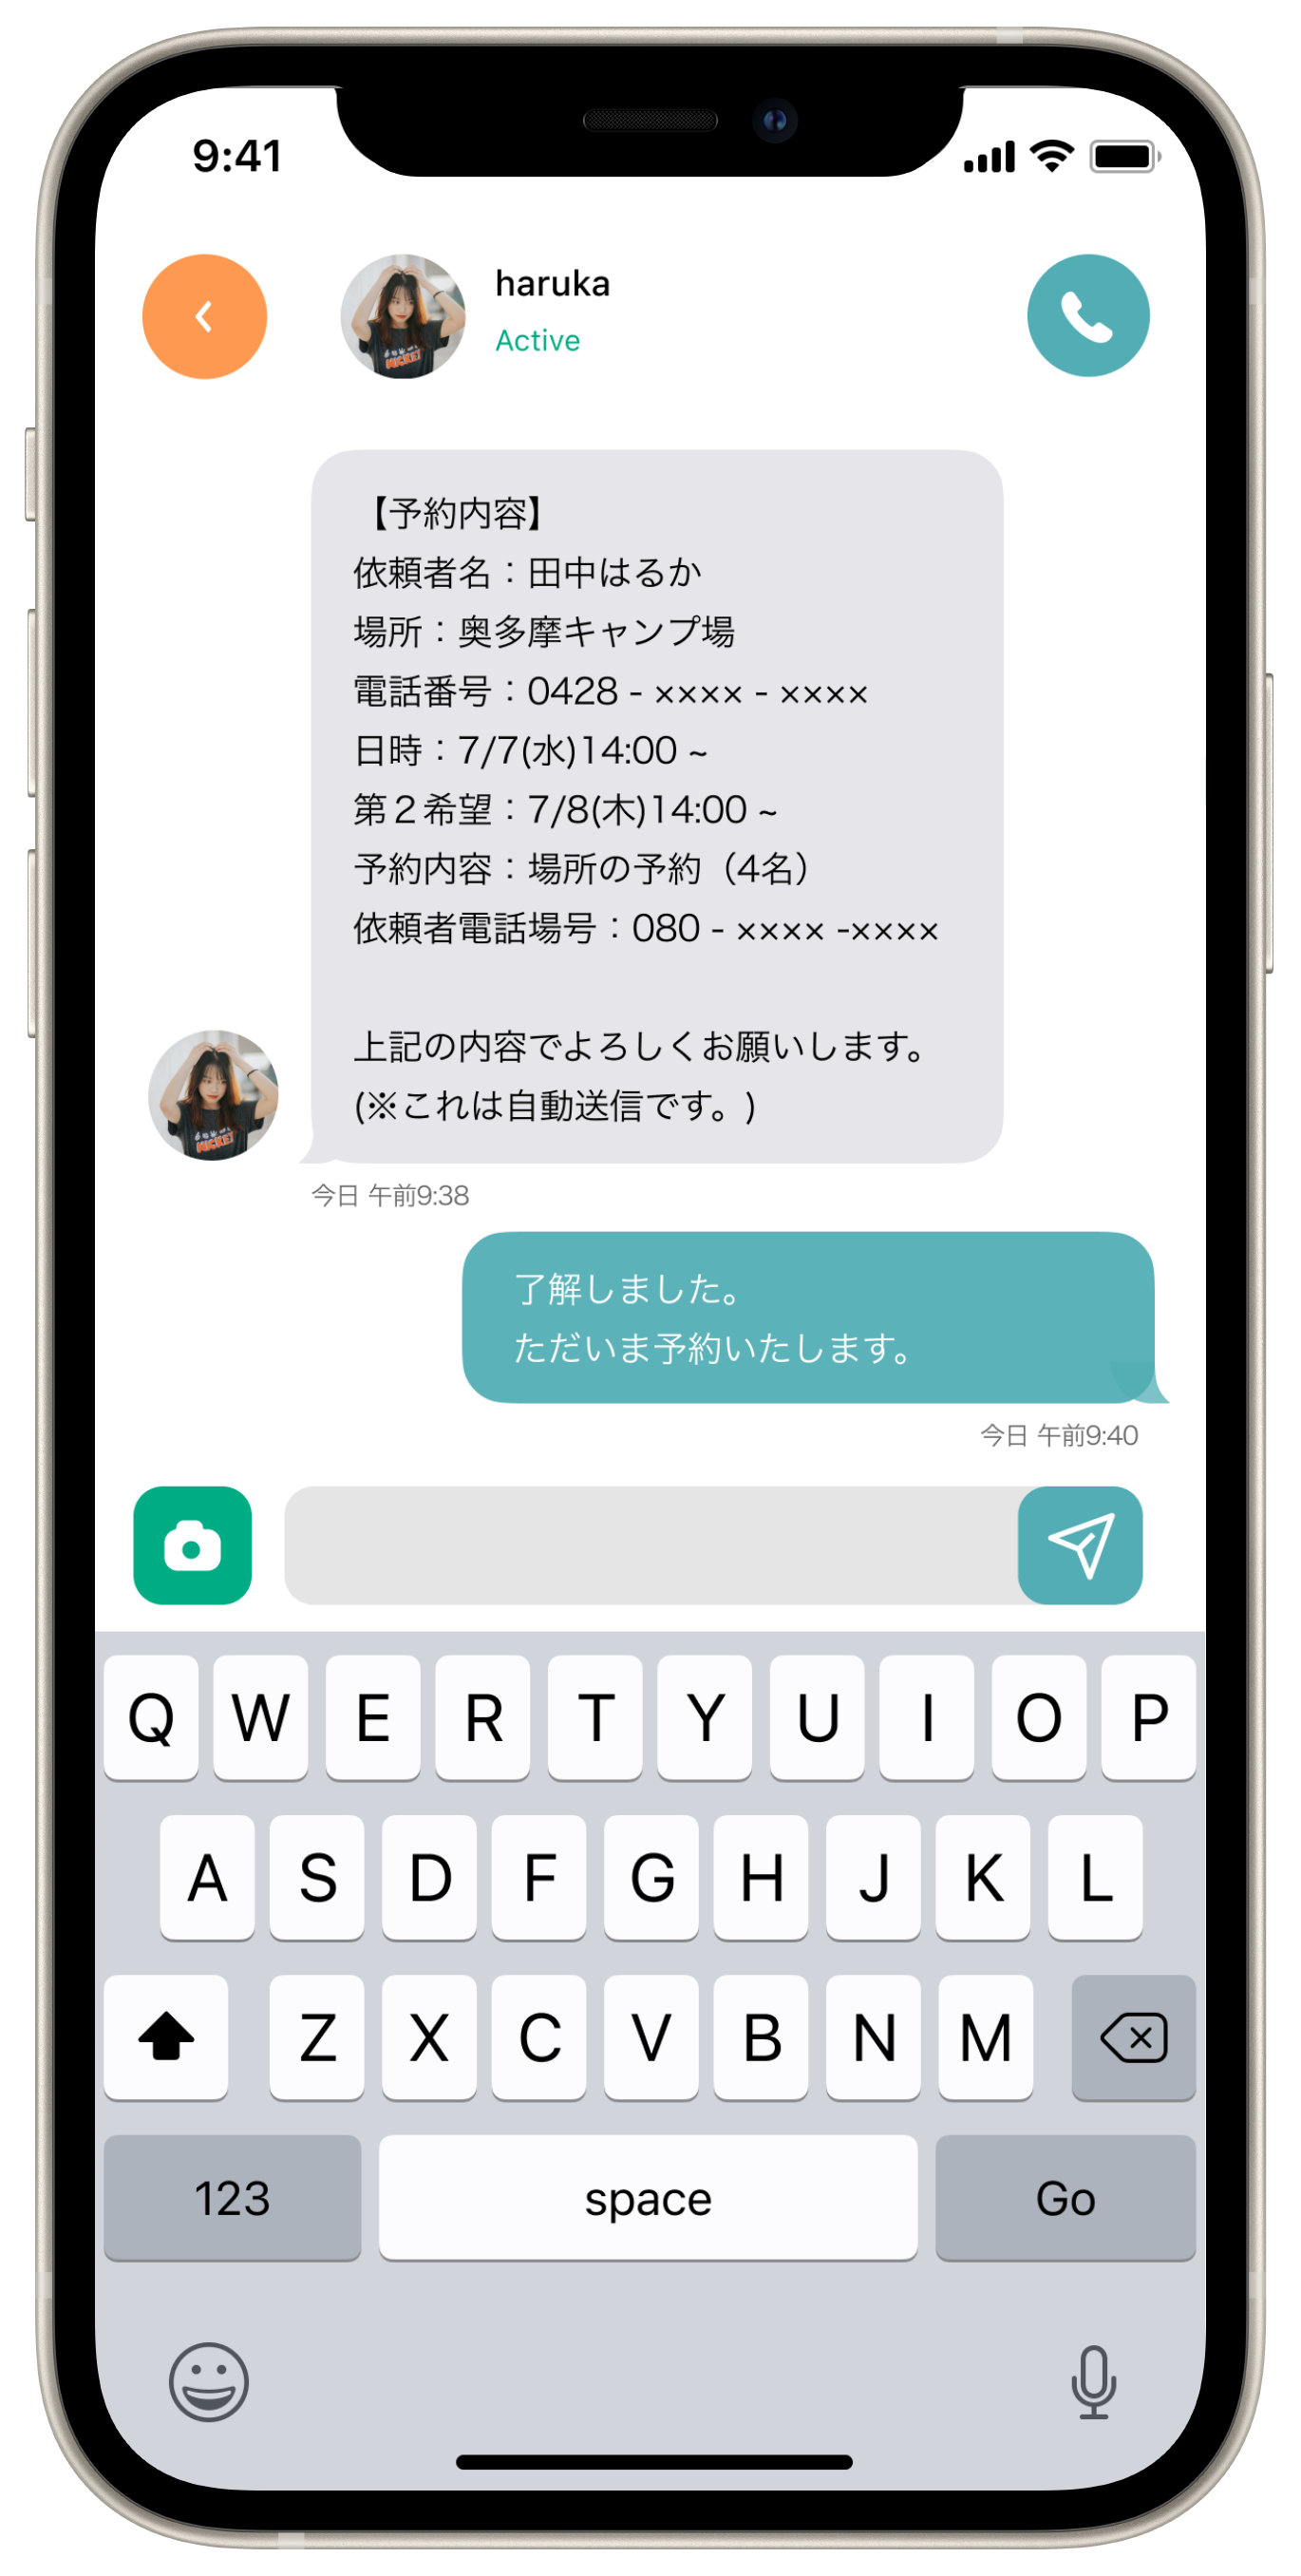 9:41
haruka
Active
【予約内容】
依頼者名：田中はるか
場所：奥多摩キャンプ場
電話番号：0428 - ×××× - ××××
日時：7/7(水)14:00 ~
第２希望：7/8(木)14:00 ~
予約内容：場所の予約（4名）
依頼者電話場号：080 - ×××× -××××
上記の内容でよろしくお願いします。
(※これは自動送信です。)
今日 午前9:38
了解しました。
ただいま予約いたします。
今日 午前9:40
Q W E R T Y U I O P
A S D F G H J K L
Z X C V B N M
123 space Go